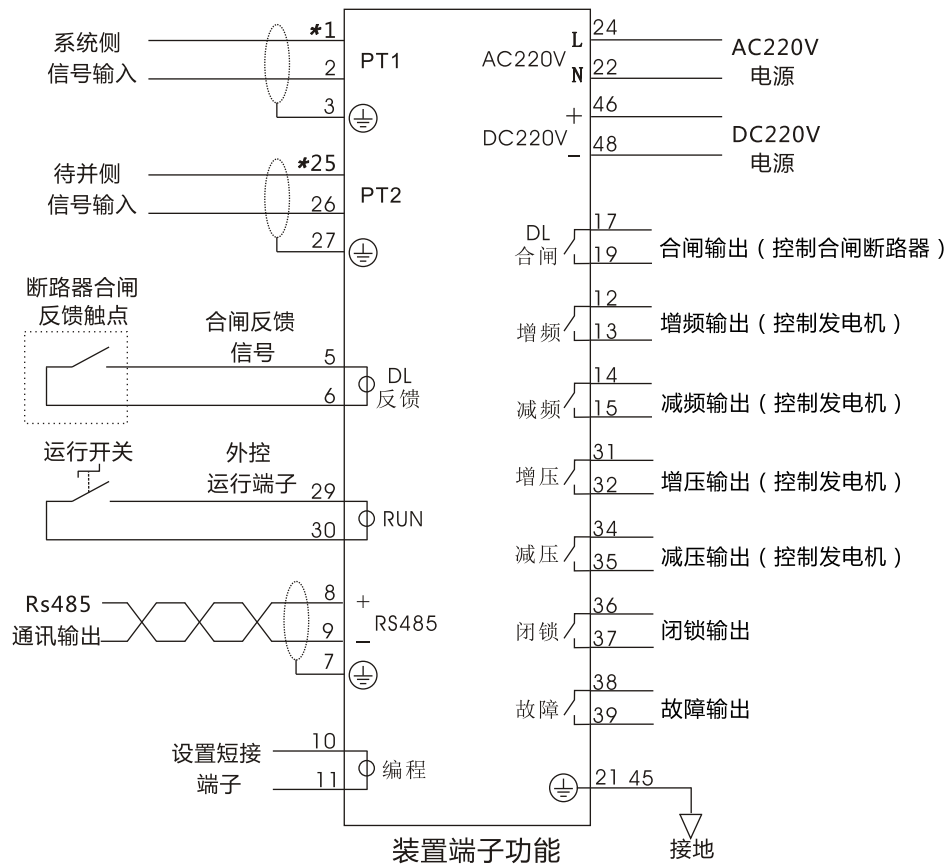 系统侧
信号输入
*1
2
3
PT1
待并侧
信号输入
*25
26
27
PT2
断路器合闸
反馈触点
合闸反馈
信号
5
6
DL
反馈
运行开关
外控
运行端子
29
30
RUN
Rs485
通讯输出
8
9
7
+
−
RS485
设置短接
端子
10
11
编程
AC220V
L
N
24
22
AC220V
电源
DC220V
+
−
46
48
DC220V
电源
DL
合闸
17
19
合闸输出（控制合闸断路器）
增频
12
13
增频输出（控制发电机）
减频
14
15
减频输出（控制发电机）
增压
31
32
增压输出（控制发电机）
减压
34
35
减压输出（控制发电机）
闭锁
36
37
闭锁输出
故障
38
39
故障输出
21 45
接地
装置端子功能